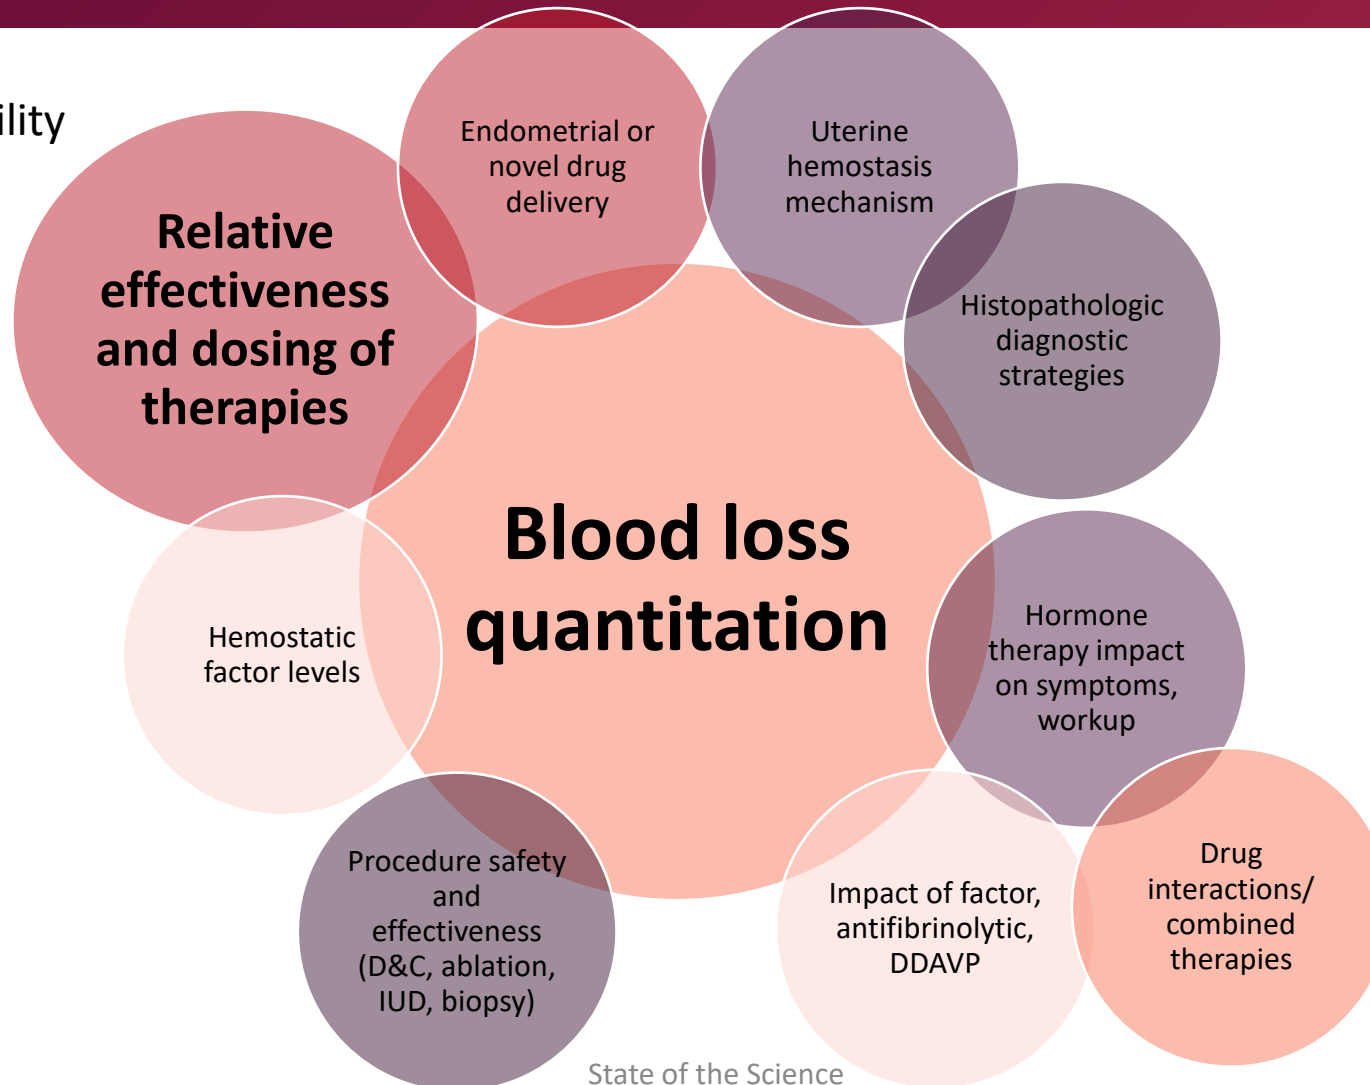 ility
Endometrial or
novel drug
delivery
Uterine
hemostasis
mechanism
Relative
effectiveness
and dosing of
therapies
Histopathologic
diagnostic
strategies
Blood loss
quantitation
Hemostatic
factor levels
Hormone
therapy impact
on symptoms,
workup
Procedure safety
and
effectiveness
(D&C, ablation,
IUD, biopsy)
Impact of factor,
antifibrinolytic,
DDAVP
Drug
interactions/
combined
therapies
State of the Science